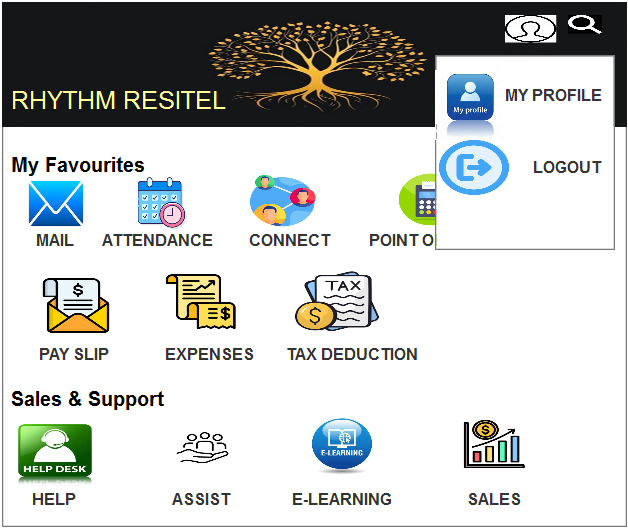 RHYTHM RESITEL
My profile
MY PROFILE
LOGOUT
My Favourites
MAIL
ATTENDANCE
CONNECT
POINT O
$
$
TAX
$
PAY SLIP
EXPENSES
TAX DEDUCTION
Sales & Support
HELP DESK
E-LEARNING
$
HELP
ASSIST
E-LEARNING
SALES